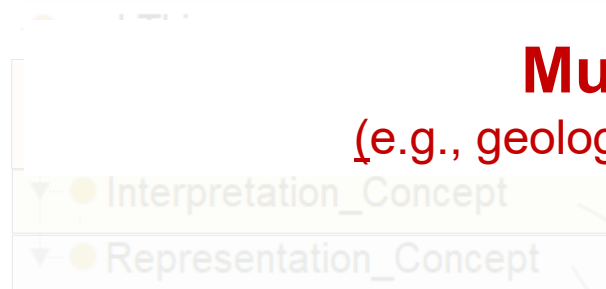 Mu
(e.g., geolog
Interpretation_Concept
Representation_Concept